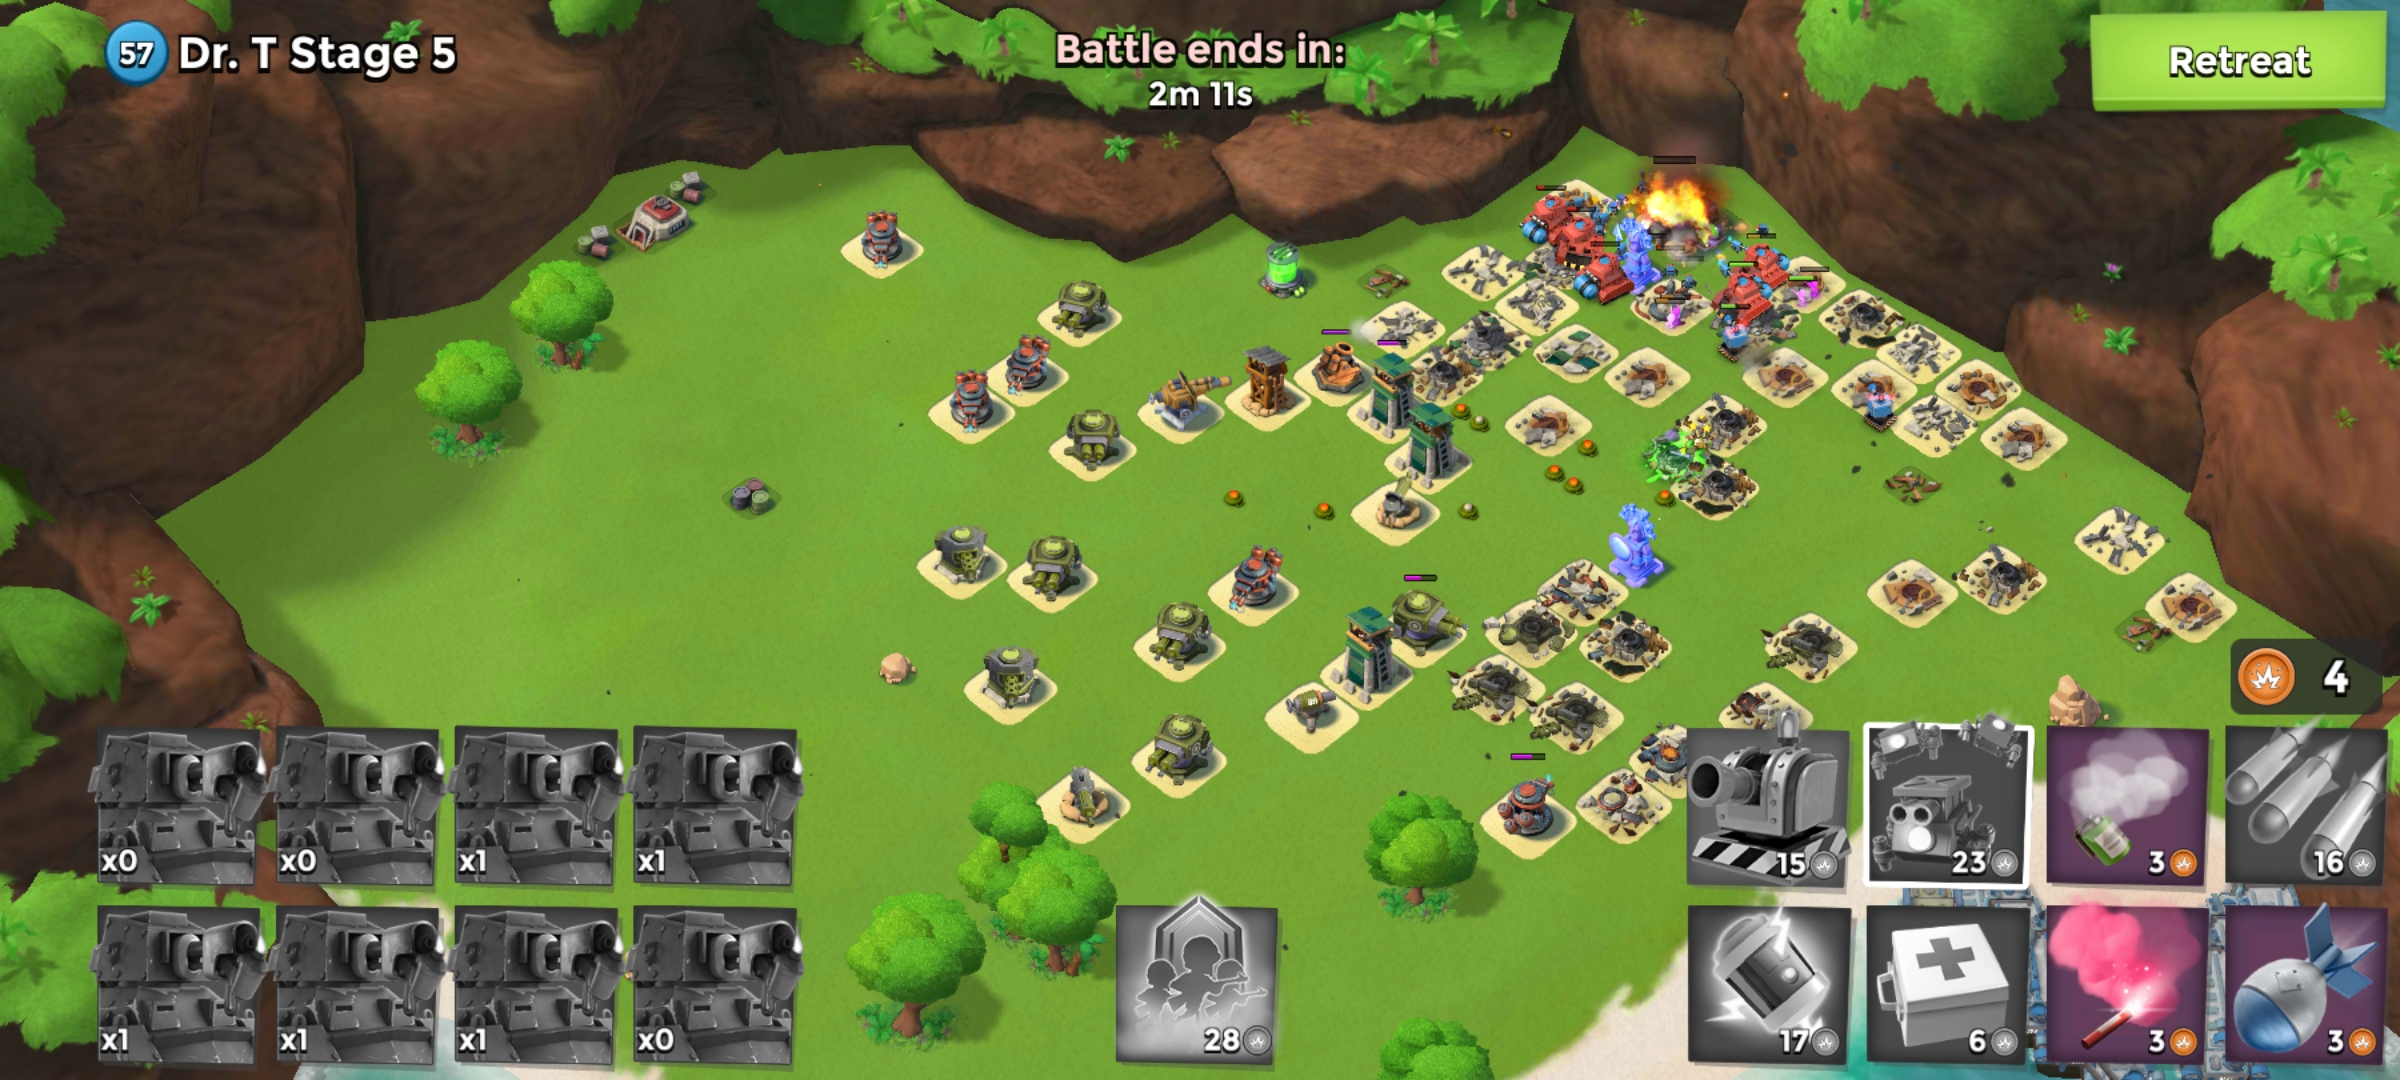 57 Dr. T Stage 5
Battle ends in:
2m 11s
Retreat
4
x0
x0
x1
x1
15
23
3
16
x1
x1
x1
x0
28
17
6
3
3